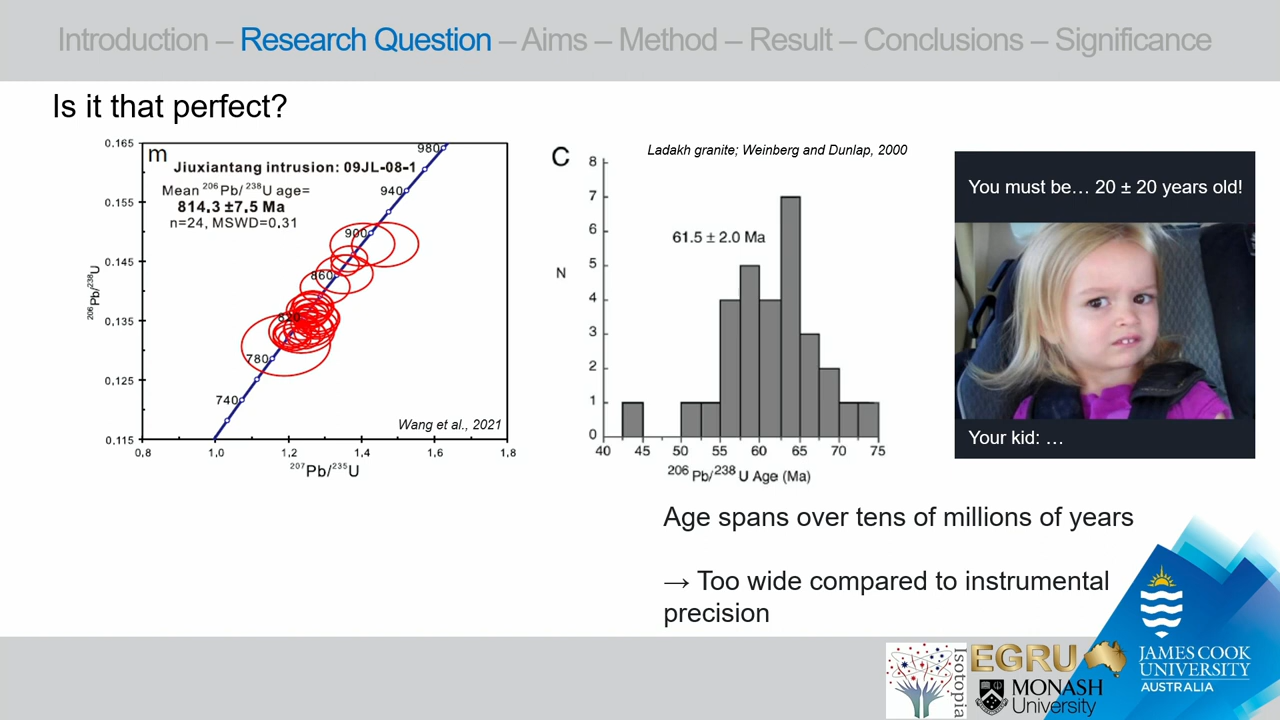 Introduction – Research Question – Aims – Method – Result – Conclusions – Significance
Is it that perfect?
m
Jiuxiantang intrusion: 09JL-08-1
Mean 206Pb/238U age=
814.3 ±7.5 Ma
n=24, MSWD=0.31
0.165
0.155
0.145
0.135
0.125
0.115
206Pb/238U
980
940
900
860
820
780
740
Wang et al., 2021
0.8 1.0 1.2 1.4 1.6 1.8
207Pb/235U
C
Ladakh granite; Weinberg and Dunlap, 2000
8
7
6
5
4
3
2
1
0
N
61.5 ± 2.0 Ma
40 45 50 55 60 65 70 75
206 Pb/238 U Age (Ma)
You must be… 20 ± 20 years old!
Your kid: …
Age spans over tens of millions of years
→ Too wide compared to instrumental
precision
Isotopia
EGRU
MONASH
University
JAMES COOK
UNIVERSITY
AUSTRALIA